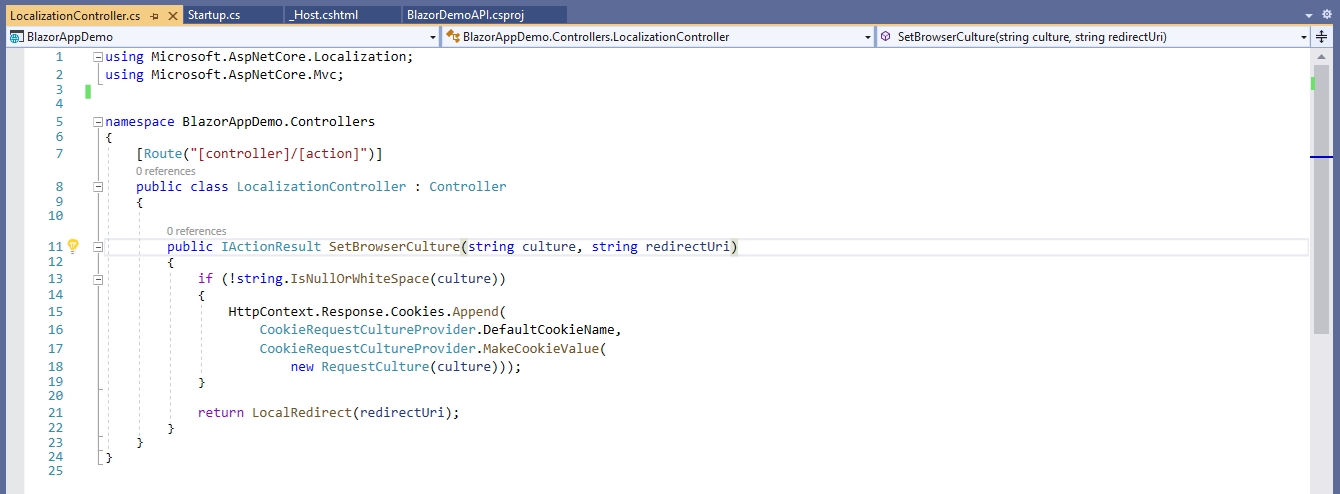 LocalizationController.cs Startup.cs _Host.cshtml BlazorDemoAPI.csproj
BlazorAppDemo BlazorAppDemo.Controllers.LocalizationController SetBrowserCulture(string culture, string redirectUri)
1 using Microsoft.AspNetCore.Localization;
2 using Microsoft.AspNetCore.Mvc;
3
4
5 namespace BlazorAppDemo.Controllers
6 {
7 [Route("[controller]/[action]")]
0 references
8 public class LocalizationController : Controller
9 {
10
0 references
11 public IActionResult SetBrowserCulture(string culture, string redirectUri)
12 {
13 if (!string.IsNullOrWhiteSpace(culture))
14 {
15 HttpContext.Response.Cookies.Append(
16 CookieRequestCultureProvider.DefaultCookieName,
17 CookieRequestCultureProvider.MakeCookieValue(
18 new RequestCulture(culture)));
19 }
20
21 return LocalRedirect(redirectUri);
22 }
23 }
24 }
25